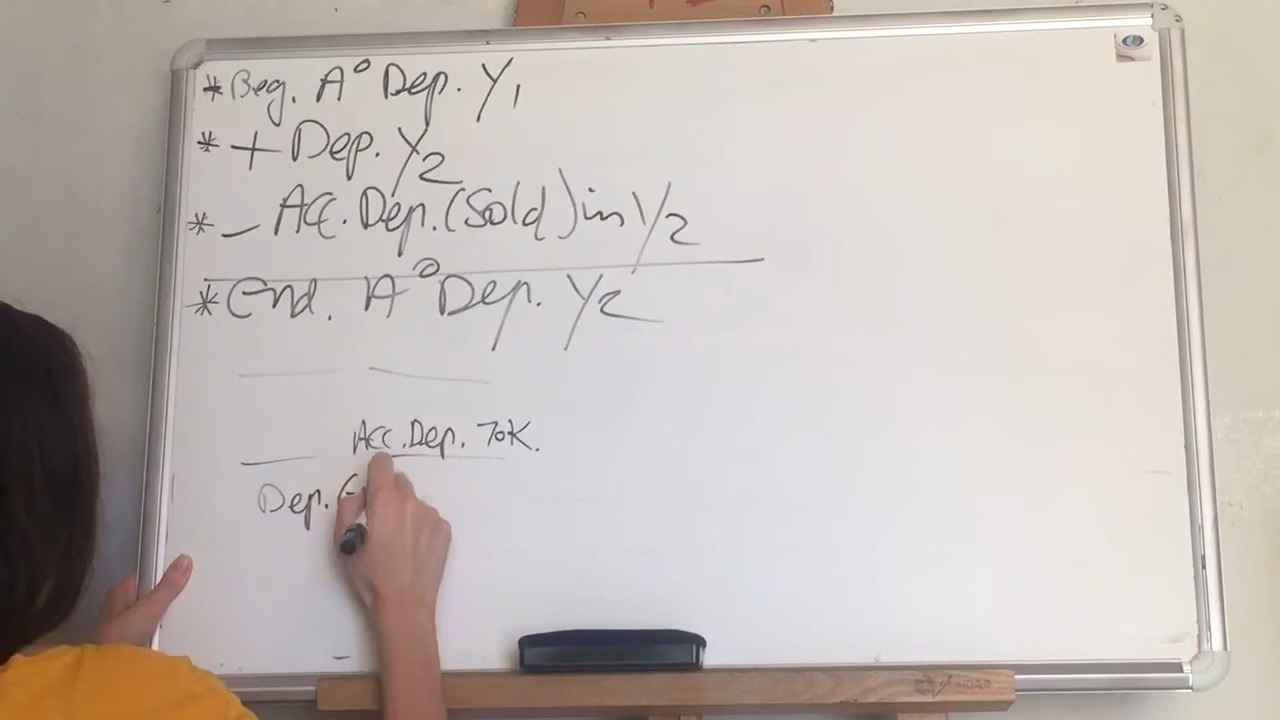 * Beg. A° Dep. Y1
* + Dep. Y2
* - Acc. Dep. (Sold) in Y2
* End. A° Dep. Y2
Acc. Dep. 70K.
Dep.